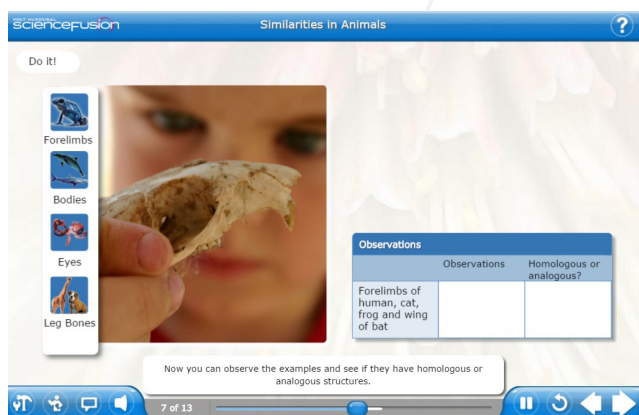 HOLT McDOUGAL
SCIENCEFUSION
Similarities in Animals
?
Do it!
Forelimbs
Bodies
Eyes
Leg Bones
Observations
Observations
Homologous or
analogous?
Forelimbs of
human, cat,
frog and wing
of bat
Now you can observe the examples and see if they have homologous or
analogous structures.
7 of 13